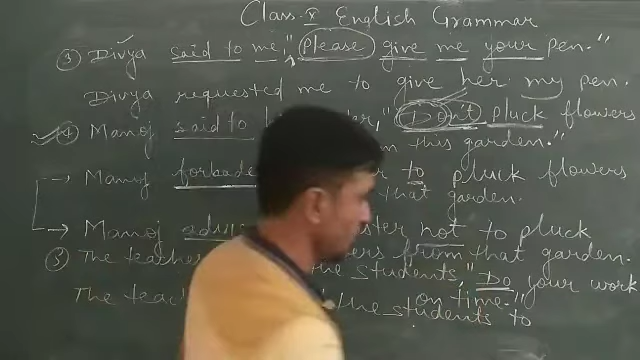 Class-X English Grammar
③ Divya said to me, "please give me your pen."
Divya requested me to give her my pen.
④ Manoj said to "Don't pluck flowers
this garden."
→ Manoj forbade to pluck flowers
that garden.
→ Manoj not to pluck
from that garden.
⑤ The teacher the students, "Do your work
on time."
The the students to